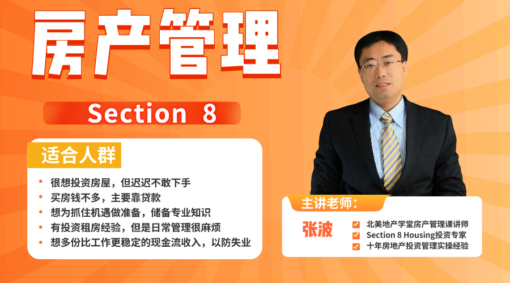 房产管理
Section 8
适合人群
很想投资房屋，但迟迟不敢下手
买房钱不多，主要靠贷款
想为抓住机遇做准备，储备专业知识
有投资租房经验，但是日常管理很麻烦
想多份比工作更稳定的现金流收入，以防失业
主讲老师：
张波
北美地产学堂房产管理课讲师
Section 8 Housing投资专家
十年房地产投资管理实操经验